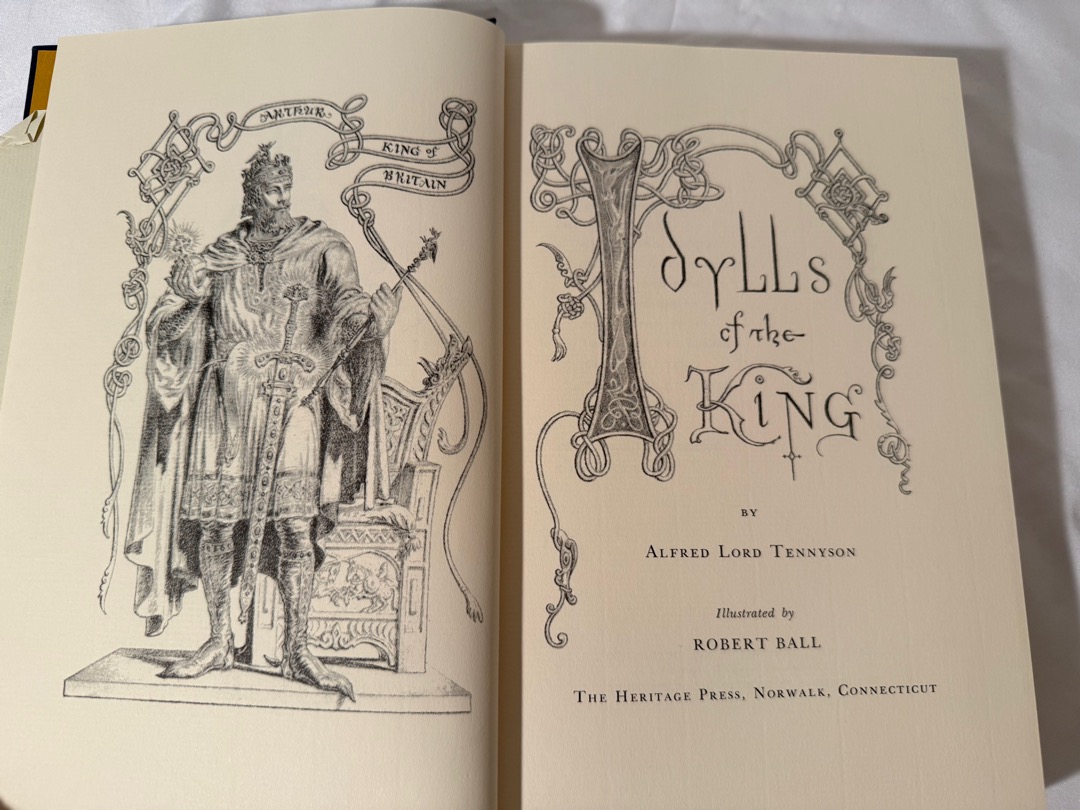 ARTHUR
KING of
BRITAIN
Idylls
of the
King
BY
ALFRED LORD TENNYSON
Illustrated by
ROBERT BALL
THE HERITAGE PRESS, NORWALK, CONNECTICUT